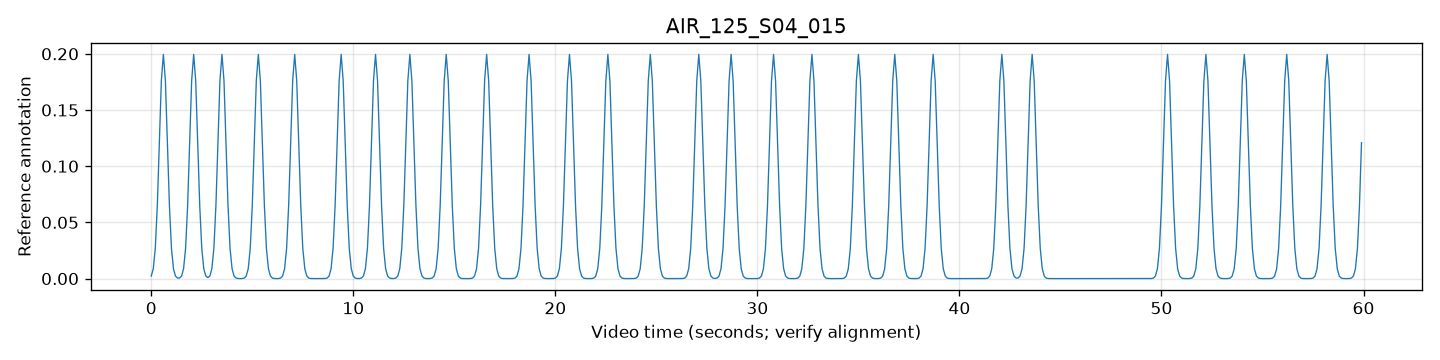 AIR_125_S04_015
Reference annotation
0.20
0.15
0.10
0.05
0.00
0 10 20 30 40 50 60
Video time (seconds; verify alignment)